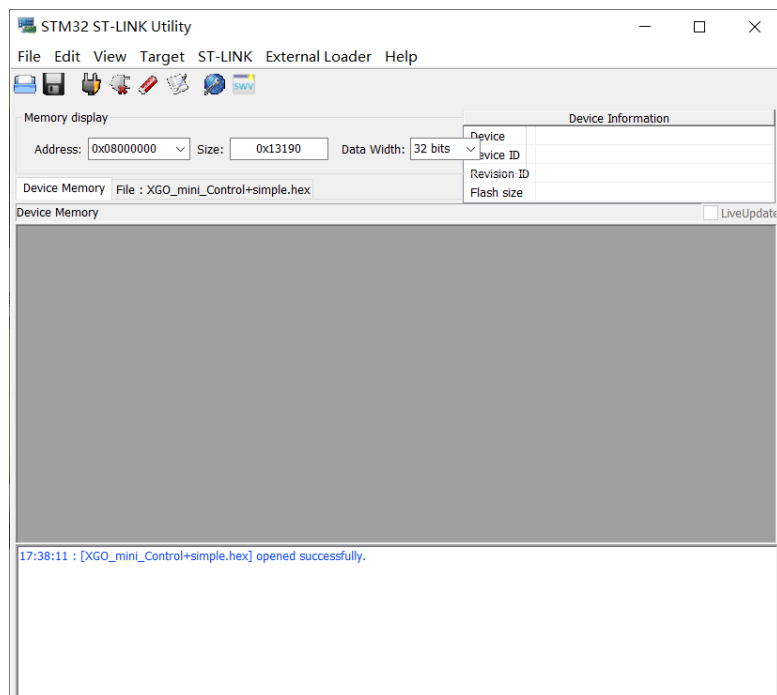 STM32 ST-LINK Utility
File Edit View Target ST-LINK External Loader Help
SWV
Memory display
Address: 0x08000000 Size: 0x13190 Data Width: 32 bits
Device Information
Device
Device ID
Revision ID
Flash size
Device Memory File : XGO_mini_Control+simple.hex
Device Memory LiveUpdate
17:38:11 : [XGO_mini_Control+simple.hex] opened successfully.